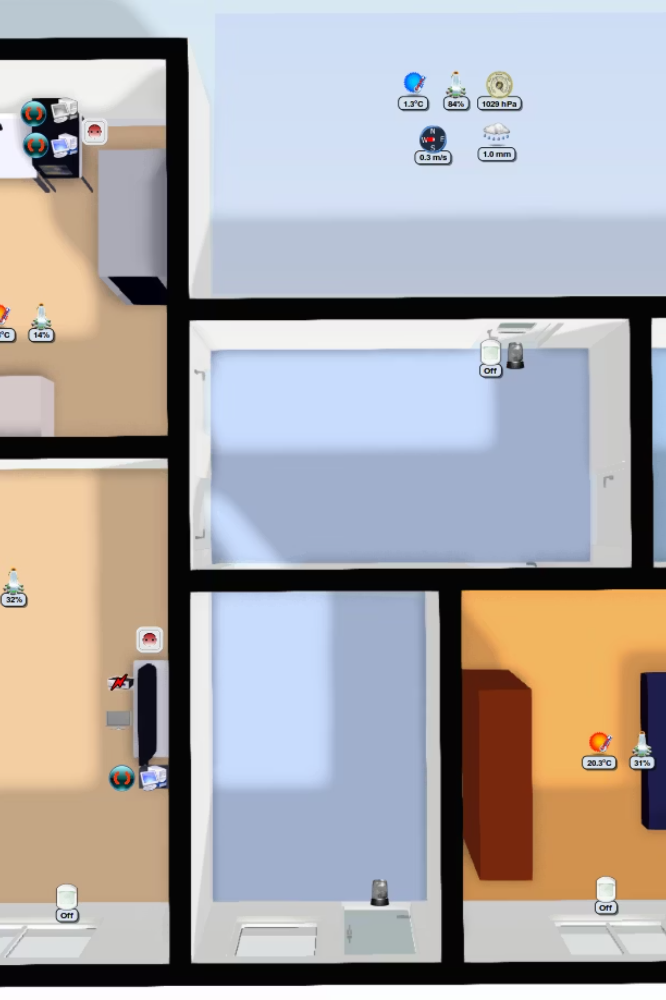 1.3°C 84% 1029 hPa
N
W E
S
0.3 m/s 1.0 mm
°C 14%
Off
32%
20.3°C 31%
Off
Off